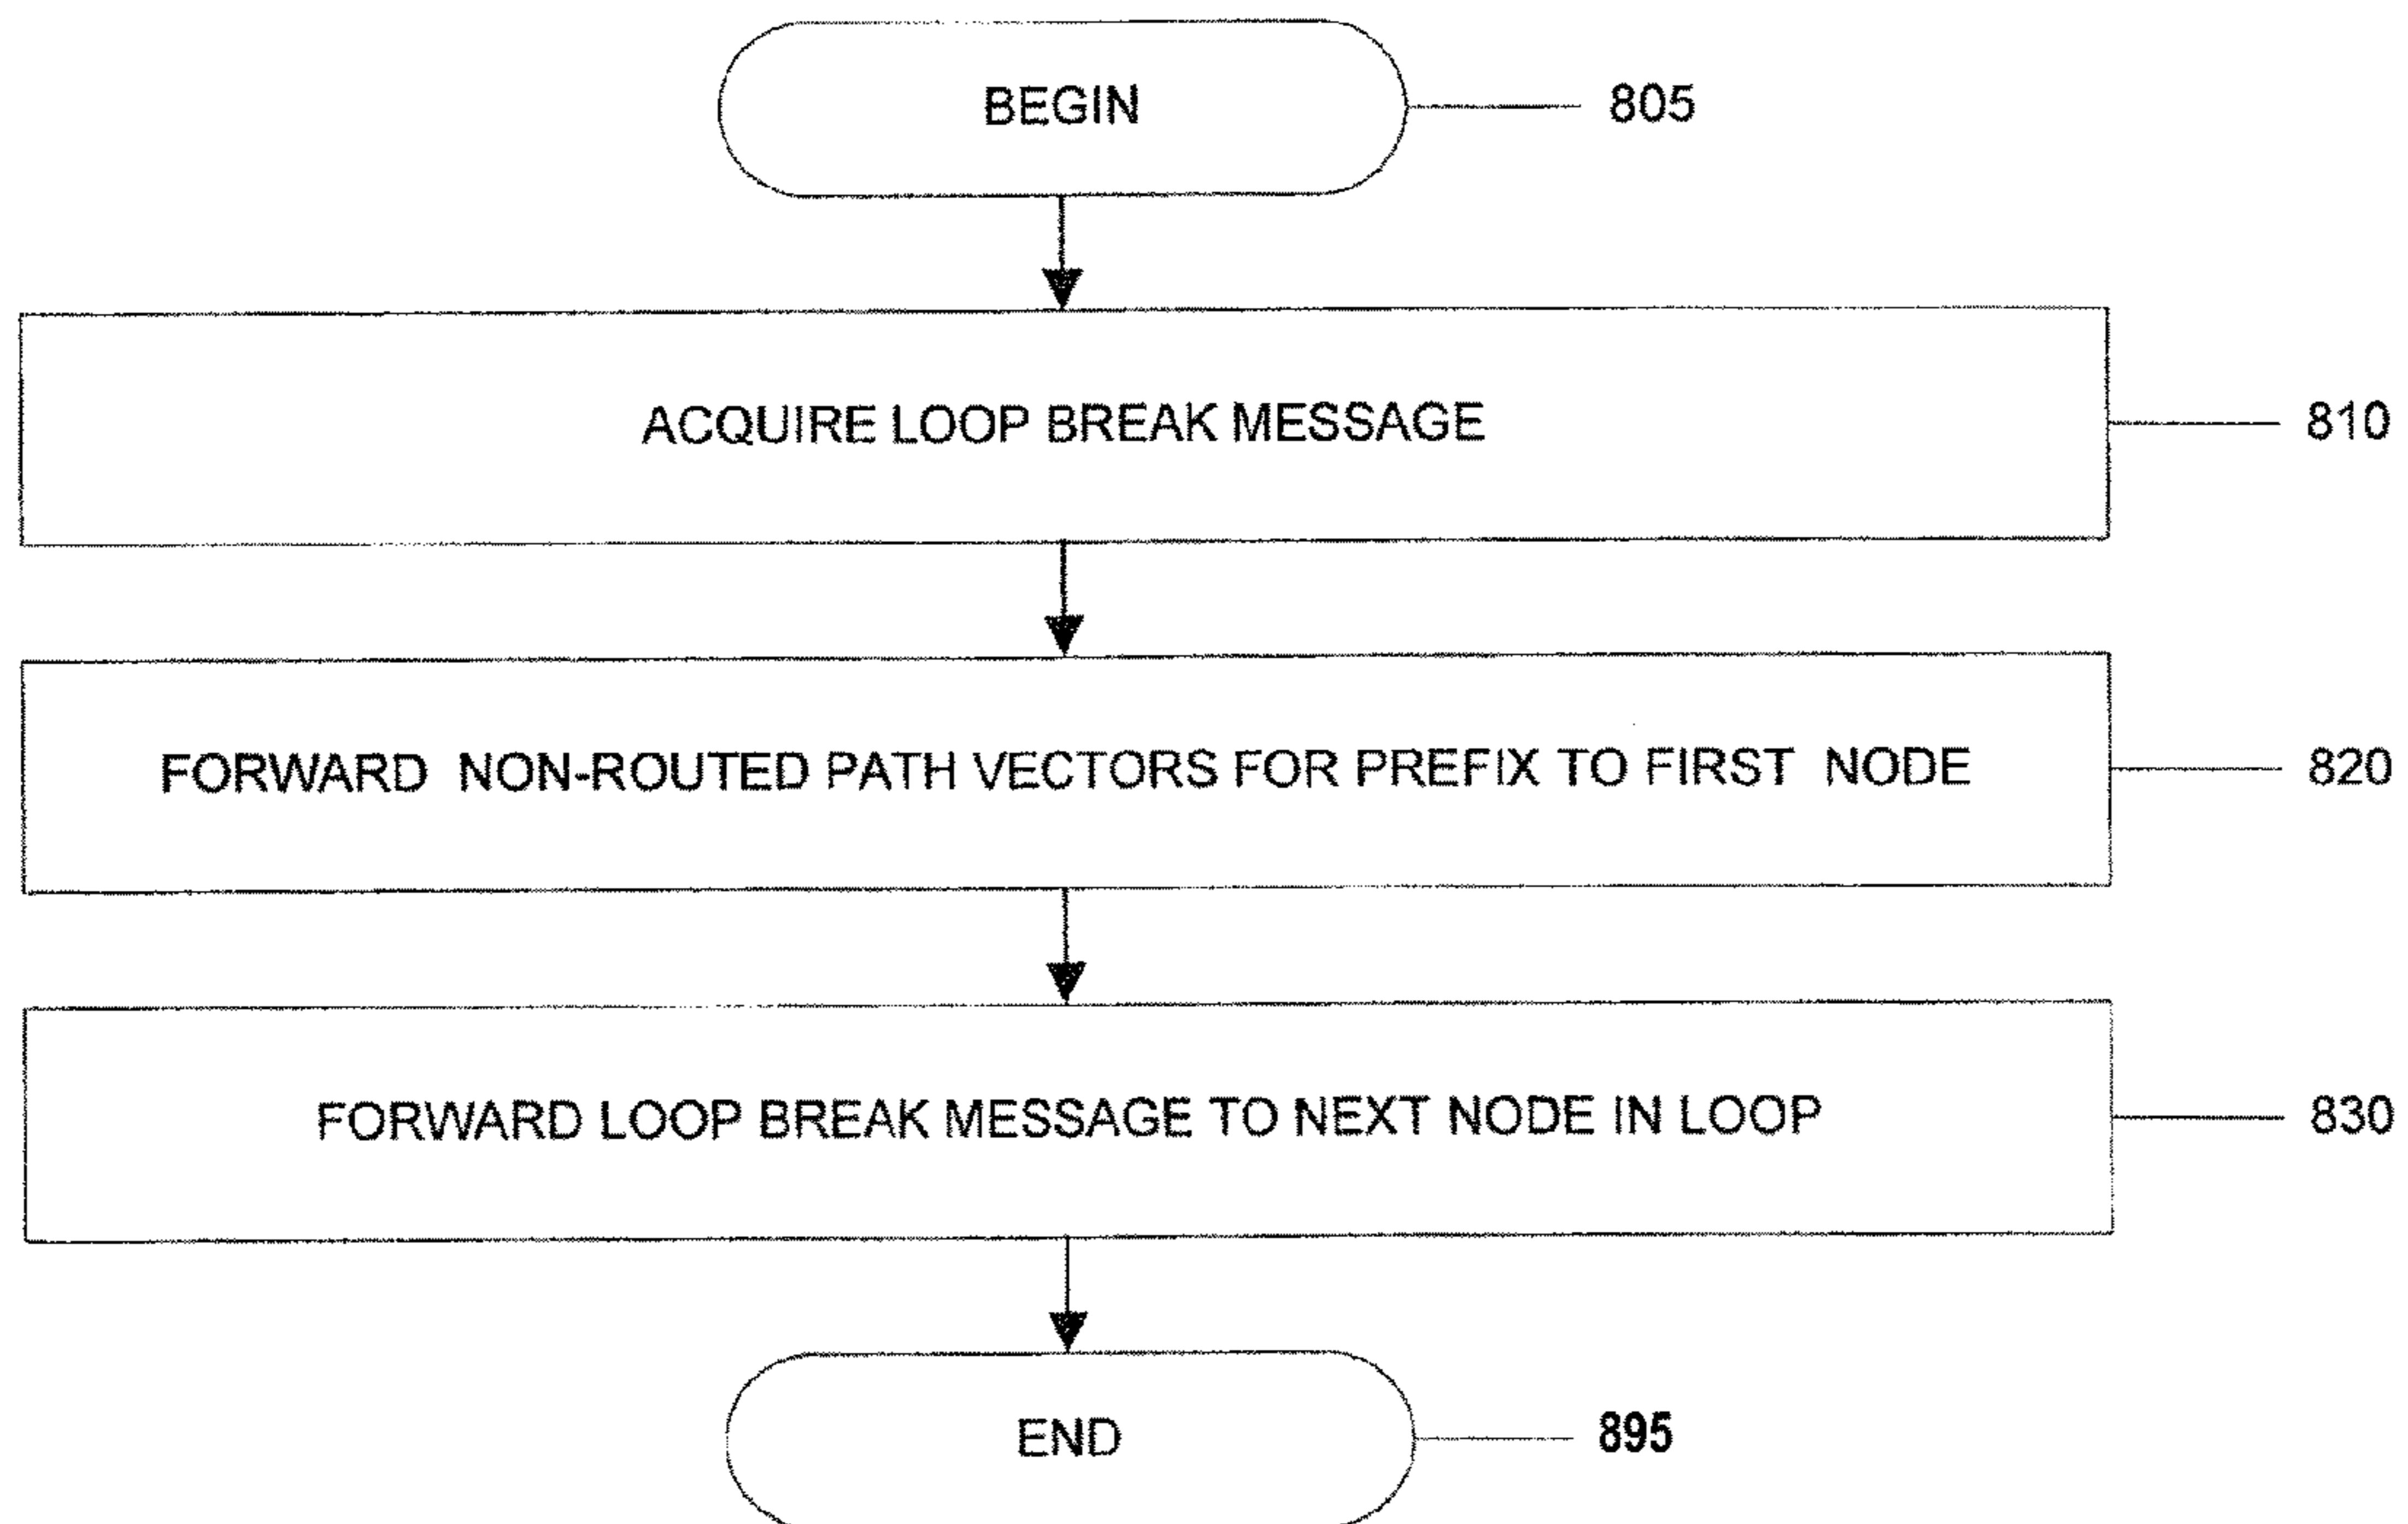 BEGIN 805
ACQUIRE LOOP BREAK MESSAGE 810
FORWARD NON-ROUTED PATH VECTORS FOR PREFIX TO FIRST NODE 820
FORWARD LOOP BREAK MESSAGE TO NEXT NODE IN LOOP 830
END 895